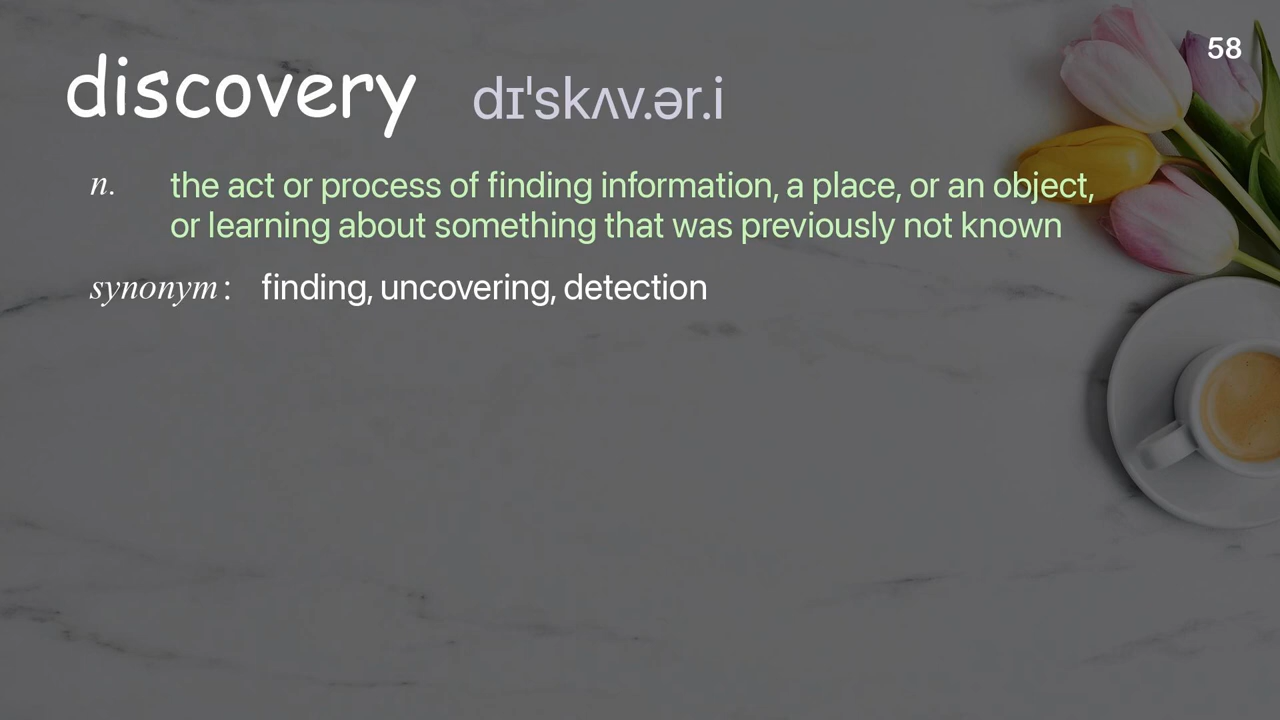 58
discovery dɪˈskʌv.ər.i
n. the act or process of finding information, a place, or an object,
or learning about something that was previously not known
synonym: finding, uncovering, detection